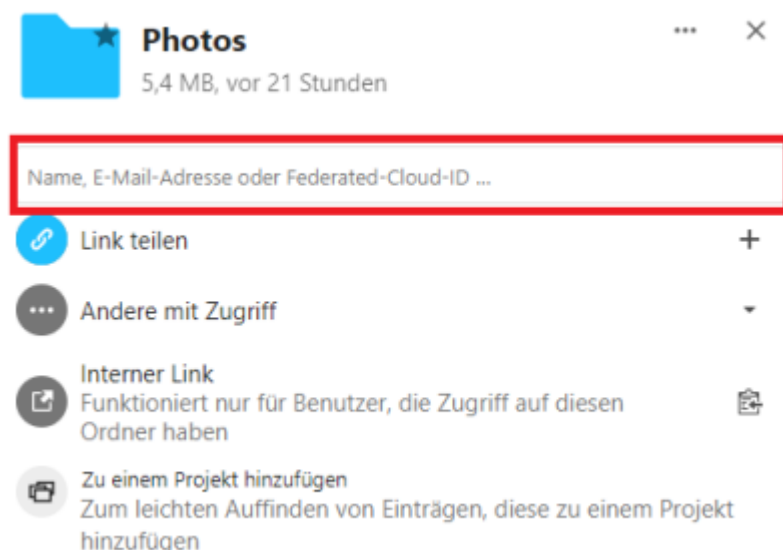 Photos
5,4 MB, vor 21 Stunden
Name, E-Mail-Adresse oder Federated-Cloud-ID ...
Link teilen
Andere mit Zugriff
Interner Link
Funktioniert nur für Benutzer, die Zugriff auf diesen
Ordner haben
Zu einem Projekt hinzufügen
Zum leichten Auffinden von Einträgen, diese zu einem Projekt
hinzufügen